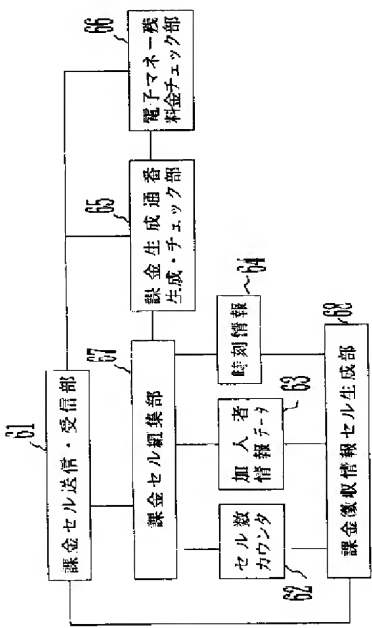 61
課金セル送信・受信部
67
課金セル組集部
65
課金生成通番
生成・チェック部
66
電子マネー残
料金チェック部
セル数
カウンタ
62
加入者
情報データ
63
時刻情報
64
課金徴収情報セル生成部
68